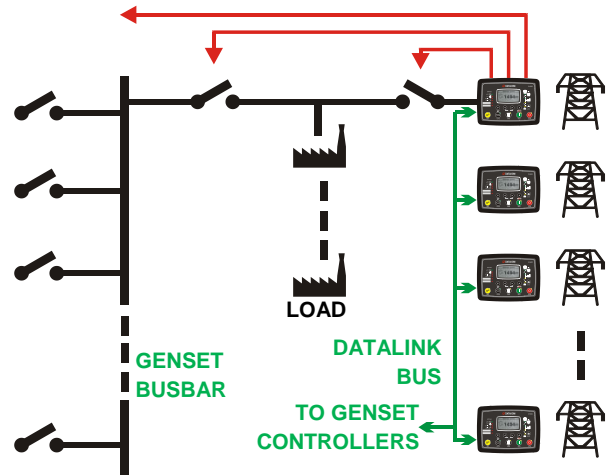 LOAD
GENSET
BUSBAR
DATALINK
BUS
TO GENSET
CONTROLLERS